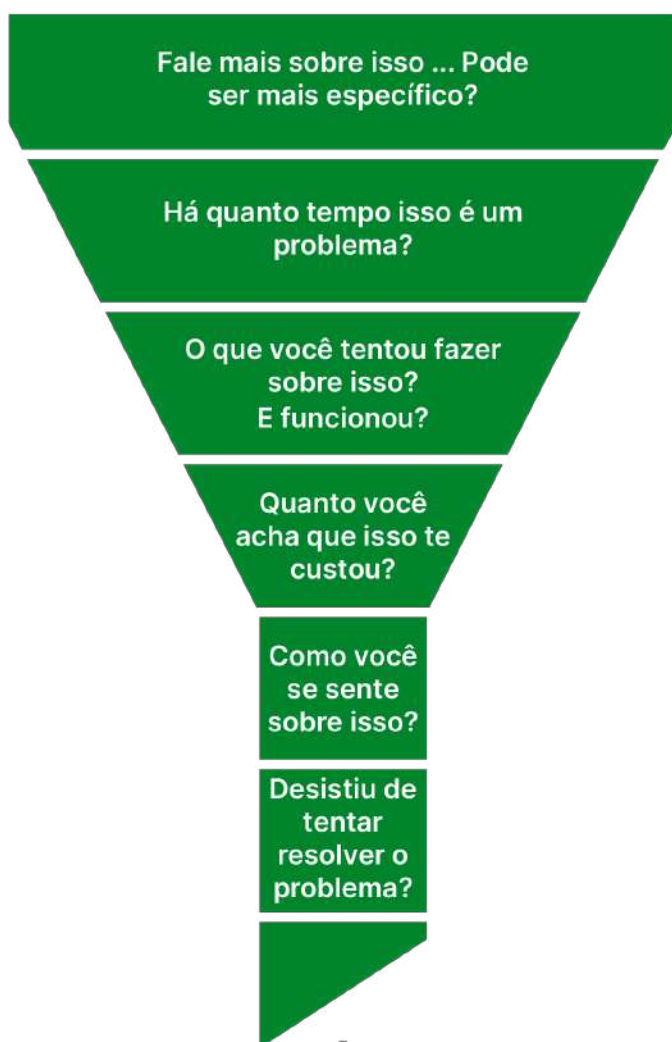 Fale mais sobre isso ... Pode
ser mais específico?
Há quanto tempo isso é um
problema?
O que você tentou fazer
sobre isso?
E funcionou?
Quanto você
acha que isso te
custou?
Como você
se sente
sobre isso?
Desistiu de
tentar
resolver o
problema?